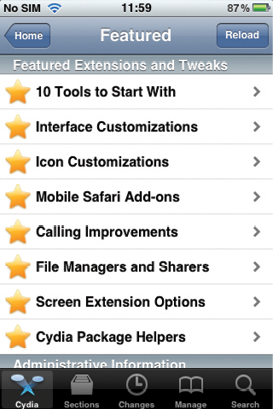 No SIM 11:59 87%
Home Featured Reload
Featured Extensions and Tweaks
10 Tools to Start With
Interface Customizations
Icon Customizations
Mobile Safari Add-ons
Calling Improvements
File Managers and Sharers
Screen Extension Options
Cydia Package Helpers
Administrative Information
Cydia Sections Changes Manage Search